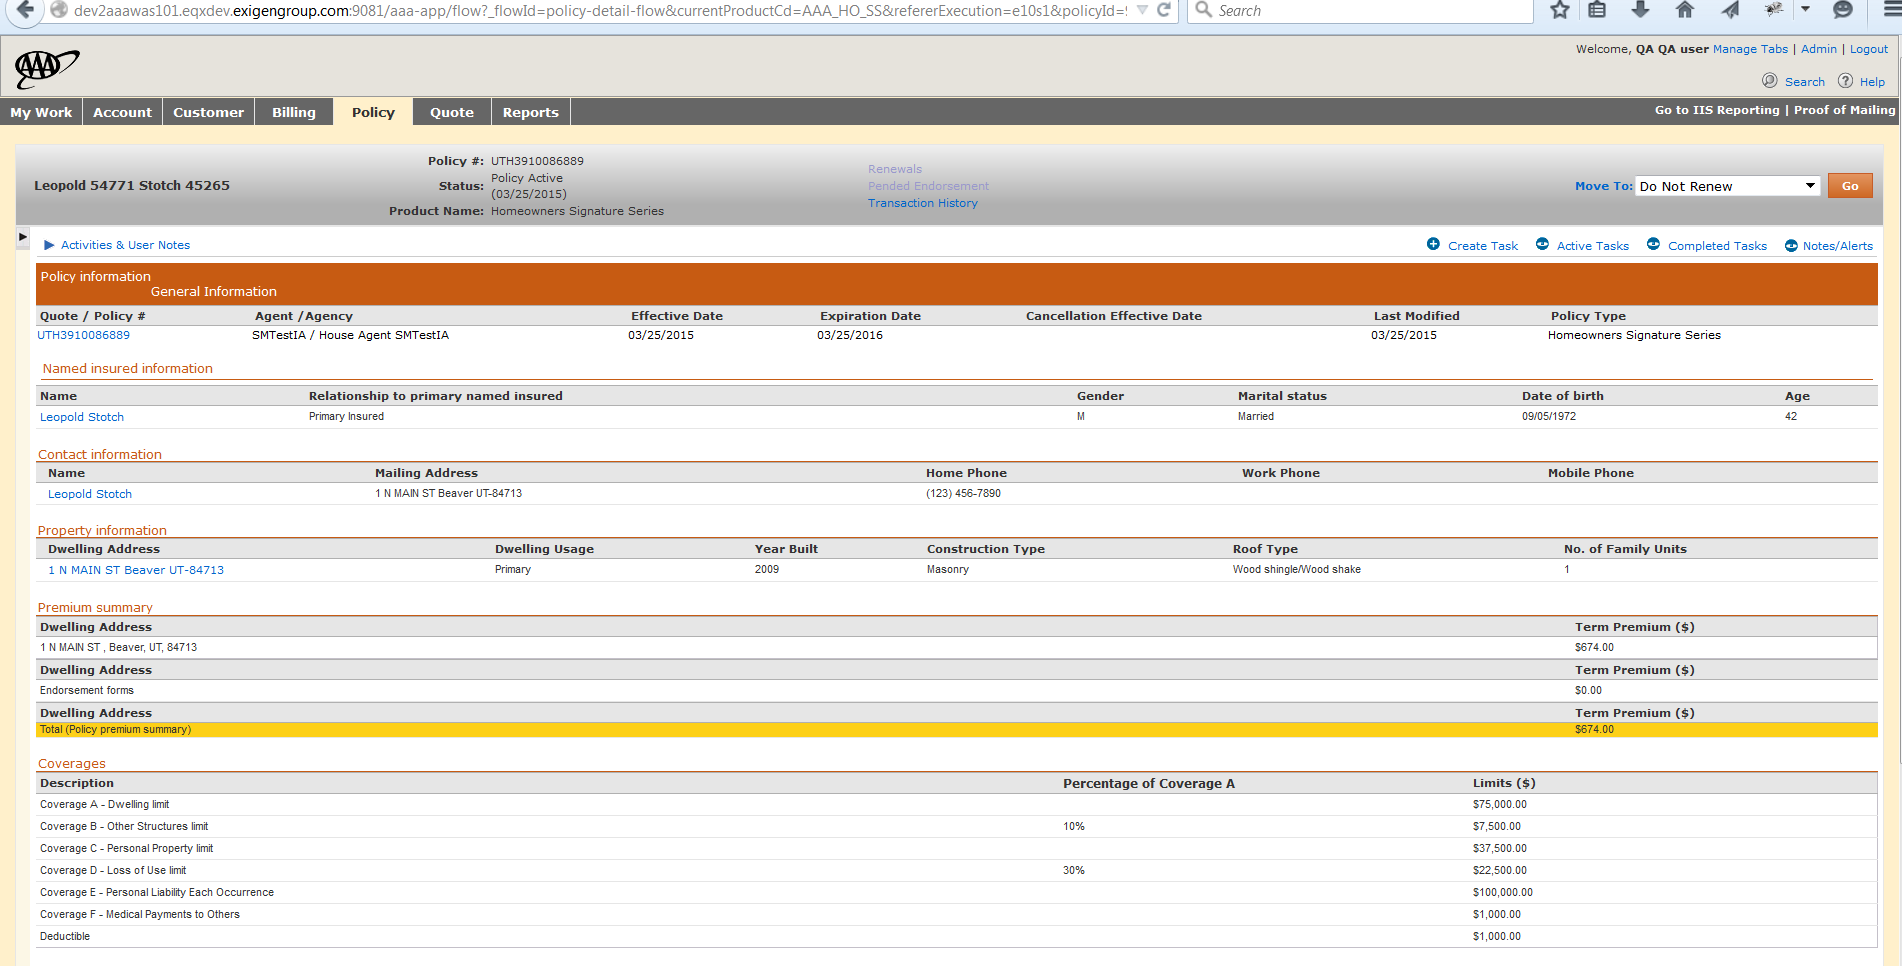 dev2aaawas101.eqxdev.exigengroup.com:9081/aaa-app/flow?_flowId=policy-detail-flow&currentProductCd=AAA_HO_SS&refererExecution=e10s1&policyId= Search
Welcome, QA QA user Manage Tabs | Admin | Logout
AAA
Search Help
My Work Account Customer Billing Policy Quote Reports Go to IIS Reporting | Proof of Mailing
Leopold 54771 Stotch 45265
Policy #: UTH3910086889
Status: Policy Active
(03/25/2015)
Product Name: Homeowners Signature Series
Renewals
Pended Endorsement
Transaction History
Move To: Do Not Renew Go
Activities & User Notes Create Task Active Tasks Completed Tasks Notes/Alerts
Policy information
General Information
Quote / Policy # Agent /Agency Effective Date Expiration Date Cancellation Effective Date Last Modified Policy Type
UTH3910086889 SMTestIA / House Agent SMTestIA 03/25/2015 03/25/2016 03/25/2015 Homeowners Signature Series
Named insured information
Name Relationship to primary named insured Gender Marital status Date of birth Age
Leopold Stotch Primary Insured M Married 09/05/1972 42
Contact information
Name Mailing Address Home Phone Work Phone Mobile Phone
Leopold Stotch 1 N MAIN ST Beaver UT-84713 (123) 456-7890
Property information
Dwelling Address Dwelling Usage Year Built Construction Type Roof Type No. of Family Units
1 N MAIN ST Beaver UT-84713 Primary 2009 Masonry Wood shingle/Wood shake 1
Premium summary
Dwelling Address Term Premium ($)
1 N MAIN ST , Beaver, UT, 84713 $674.00
Dwelling Address Term Premium ($)
Endorsement forms $0.00
Dwelling Address Term Premium ($)
Total (Policy premium summary) $674.00
Coverages
Description Percentage of Coverage A Limits ($)
Coverage A - Dwelling limit $75,000.00
Coverage B - Other Structures limit 10% $7,500.00
Coverage C - Personal Property limit $37,500.00
Coverage D - Loss of Use limit 30% $22,500.00
Coverage E - Personal Liability Each Occurrence $100,000.00
Coverage F - Medical Payments to Others $1,000.00
Deductible $1,000.00